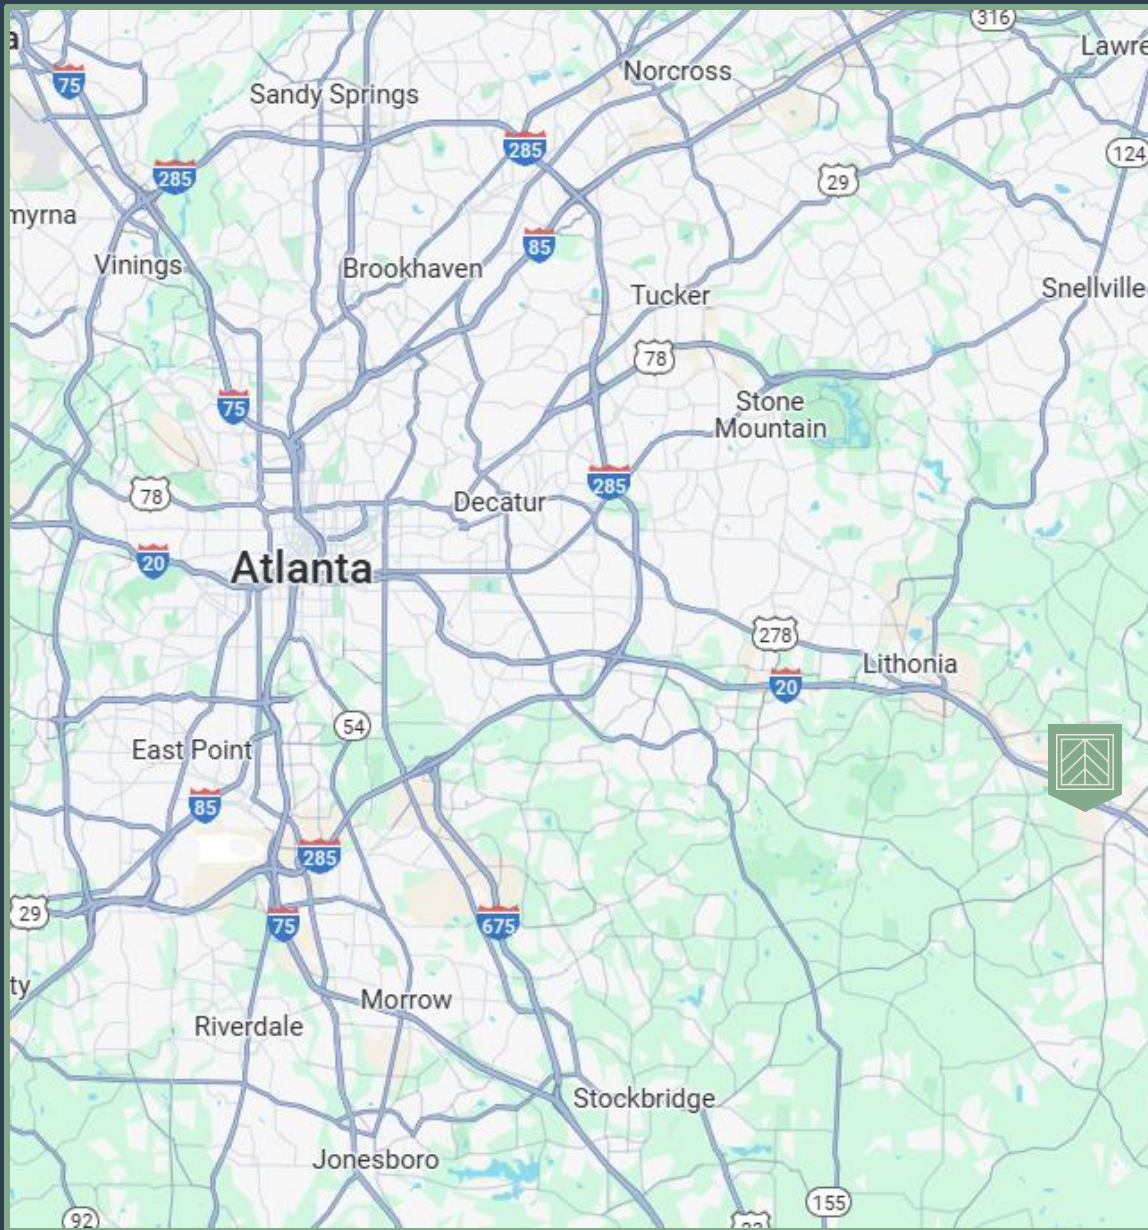 316
a
Lawre
Norcross
75
Sandy Springs
285
124
285
29
myrna
85
Vinings
Brookhaven
Tucker
Snellville
78
75
Stone
Mountain
285
78
Decatur
20
Atlanta
278
Lithonia
20
54
East Point
85
285
29
75
675
ty
Morrow
Riverdale
Stockbridge
Jonesboro
155
92